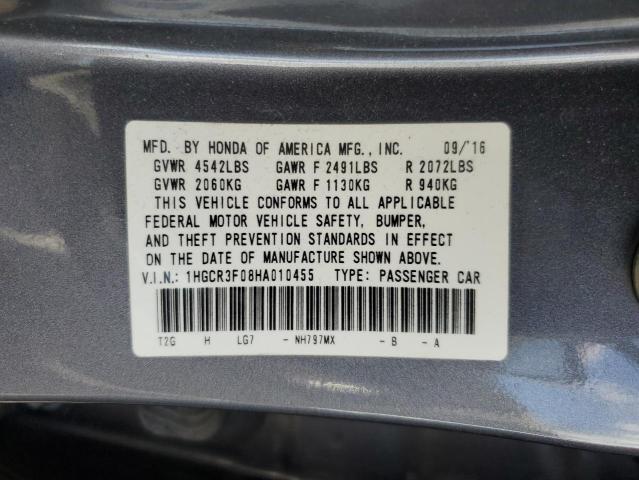 MFD. BY HONDA OF AMERICA MFG., INC. 09/'16
GVWR 4542LBS GAWR F 2491LBS R 2072LBS
GVWR 2060KG GAWR F 1130KG R 940KG
THIS VEHICLE CONFORMS TO ALL APPLICABLE
FEDERAL MOTOR VEHICLE SAFETY, BUMPER,
AND THEFT PREVENTION STANDARDS IN EFFECT
ON THE DATE OF MANUFACTURE SHOWN ABOVE.
V.I.N.: 1HGCR3F08HA010455 TYPE: PASSENGER CAR
T2G H LG7 - NH797MX - B - A